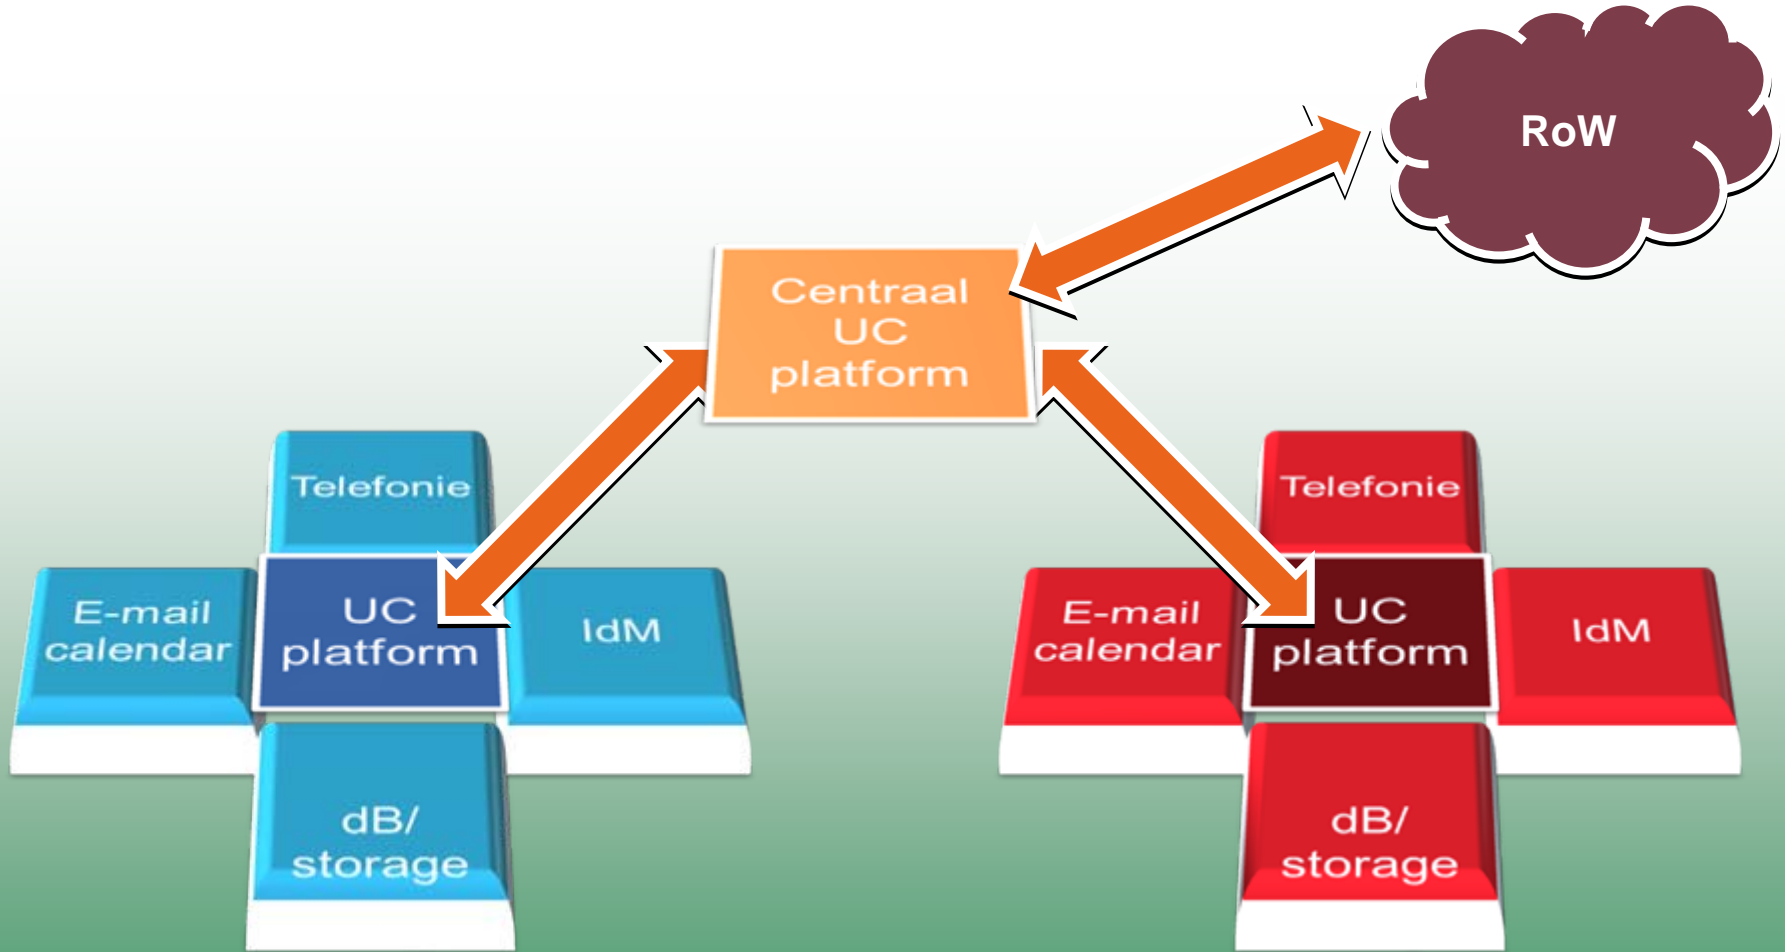 RoW
Centraal
UC
platform
Telefonie
E-mail
calendar
UC
platform
IdM
dB/
storage
Telefonie
E-mail
calendar
UC
platform
IdM
dB/
storage